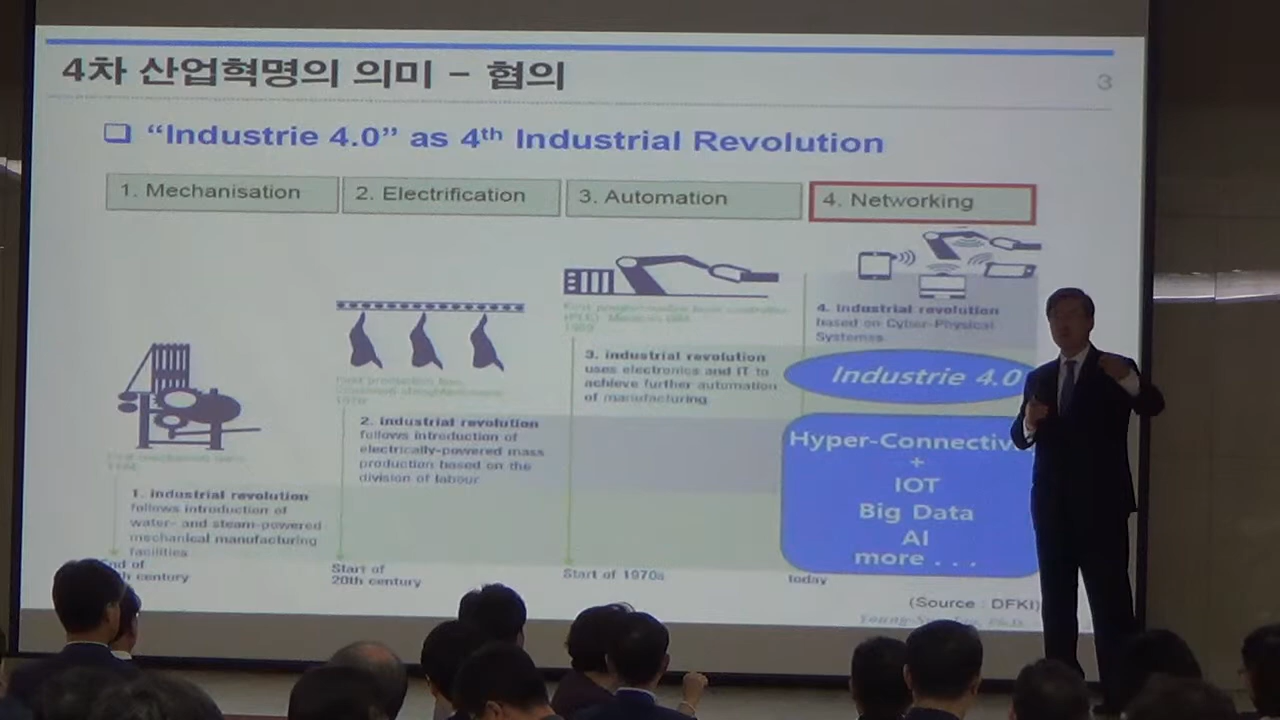 4차 산업혁명의 의미 – 협의
3
“Industrie 4.0” as 4th Industrial Revolution
1. Mechanisation
2. Electrification
3. Automation
4. Networking
4. industrial revolution
based on Cyber-Physical
Systemes
Industrie 4.0
3. industrial revolution
uses electronics and IT to
achieve further automation
of manufacturing
2. industrial revolution
follows introduction of
electrically-powered mass
production based on the
division of labour
Hyper-Connectiv
+
IOT
Big Data
AI
more . . .
1. industrial revolution
follows introduction of
water- and steam-powered
mechanical manufacturing
facilities
End of
century
Start of
20th century
Start of 1970s
today
(Source : DFKI)